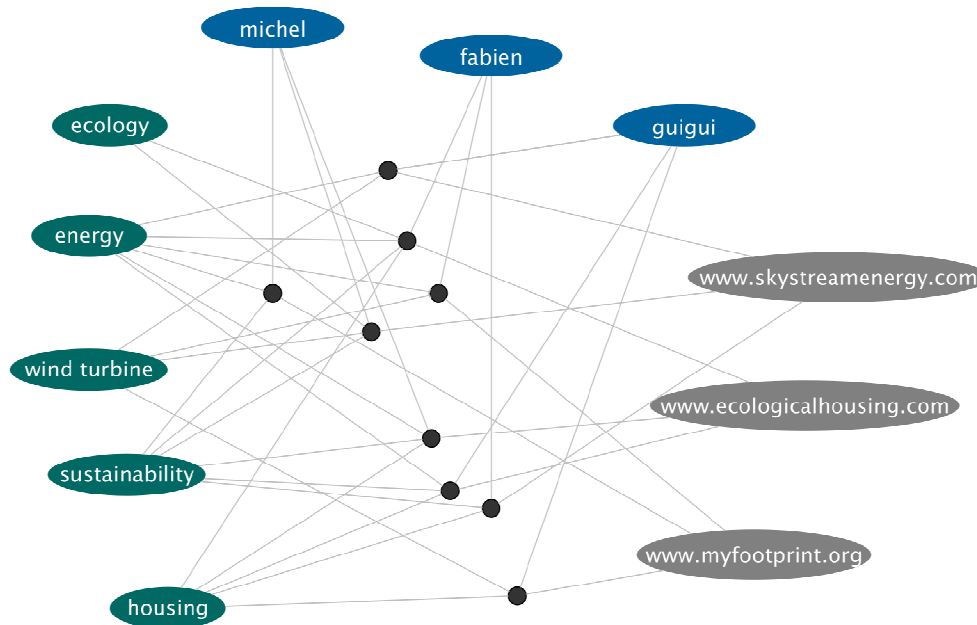 michel
fabien
ecology
guigui
energy
www.skystreamenergy.com
wind turbine
www.ecologicalhousing.com
sustainability
www.myfootprint.org
housing